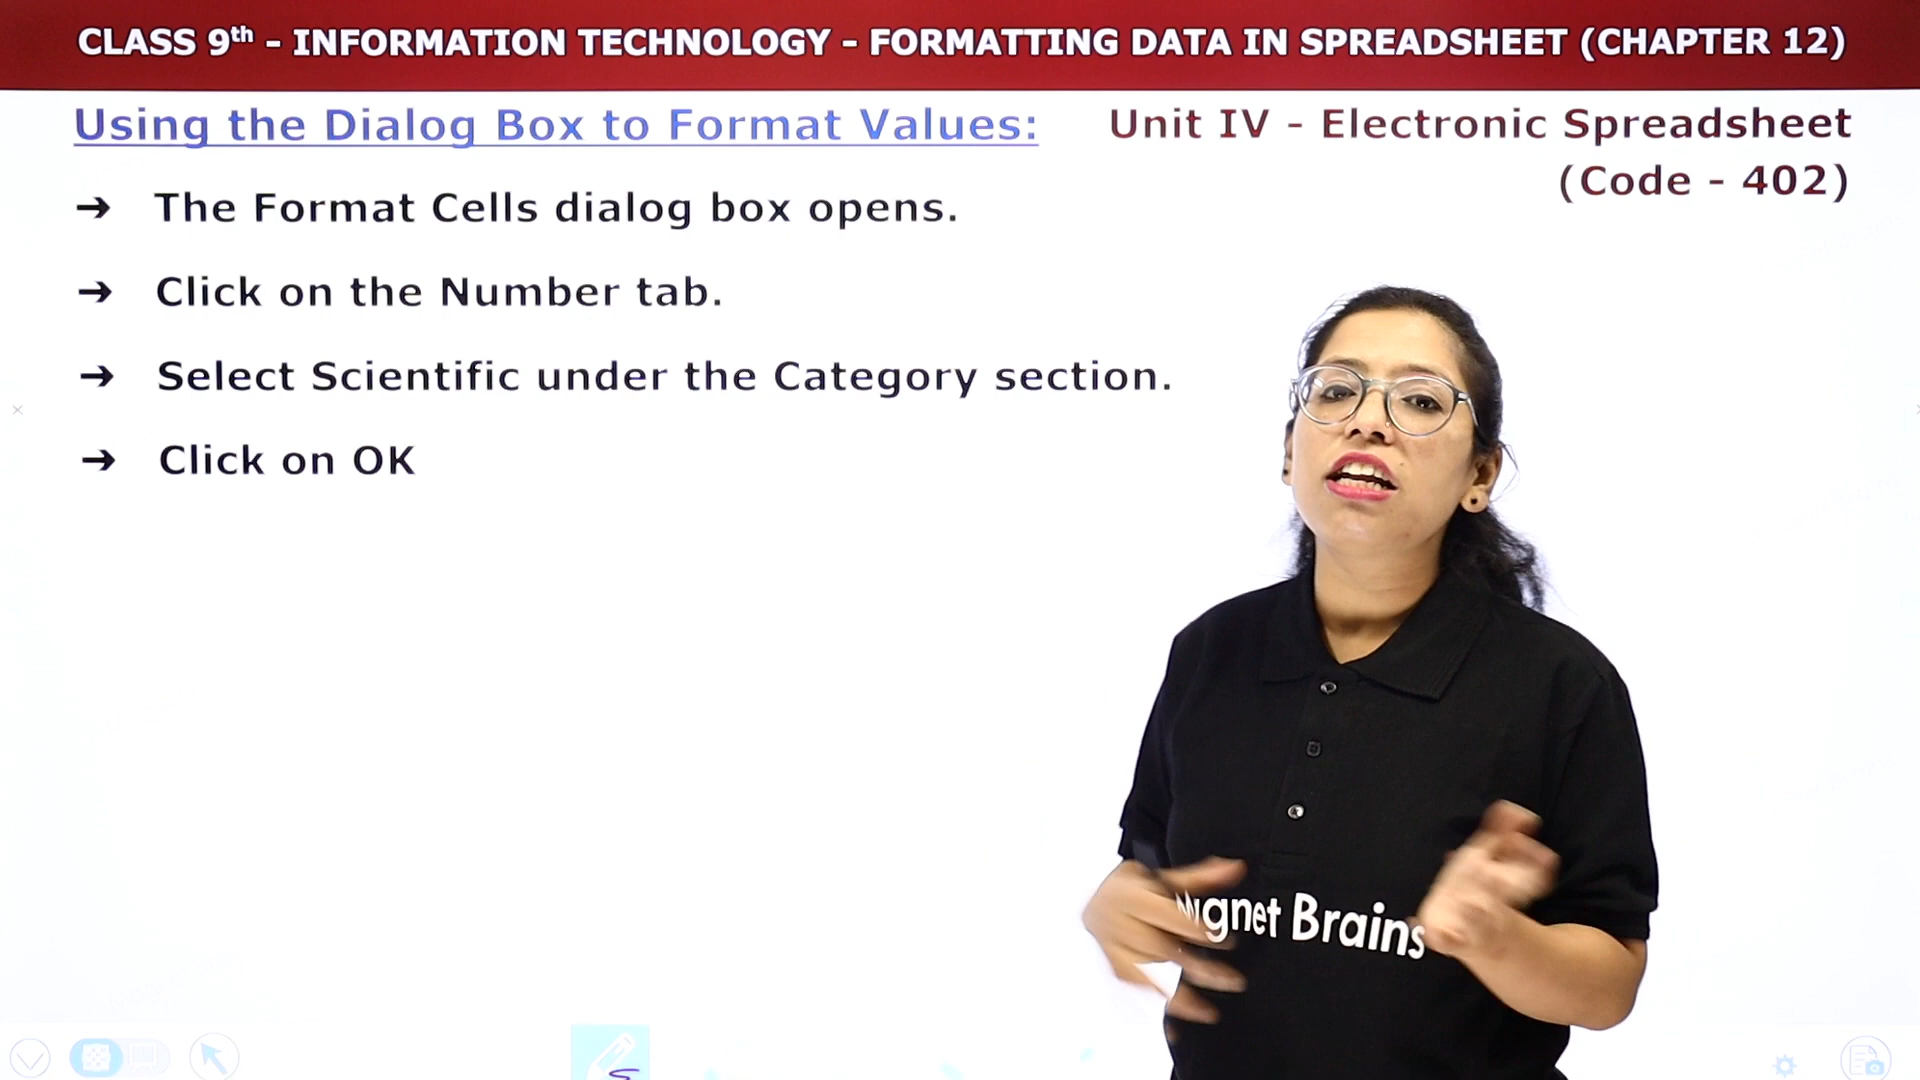 CLASS 9th - INFORMATION TECHNOLOGY - FORMATTING DATA IN SPREADSHEET (CHAPTER 12)
Using the Dialog Box to Format Values:
Unit IV - Electronic Spreadsheet
(Code - 402)
➔ The Format Cells dialog box opens.
➔ Click on the Number tab.
➔ Select Scientific under the Category section.
➔ Click on OK
Brains